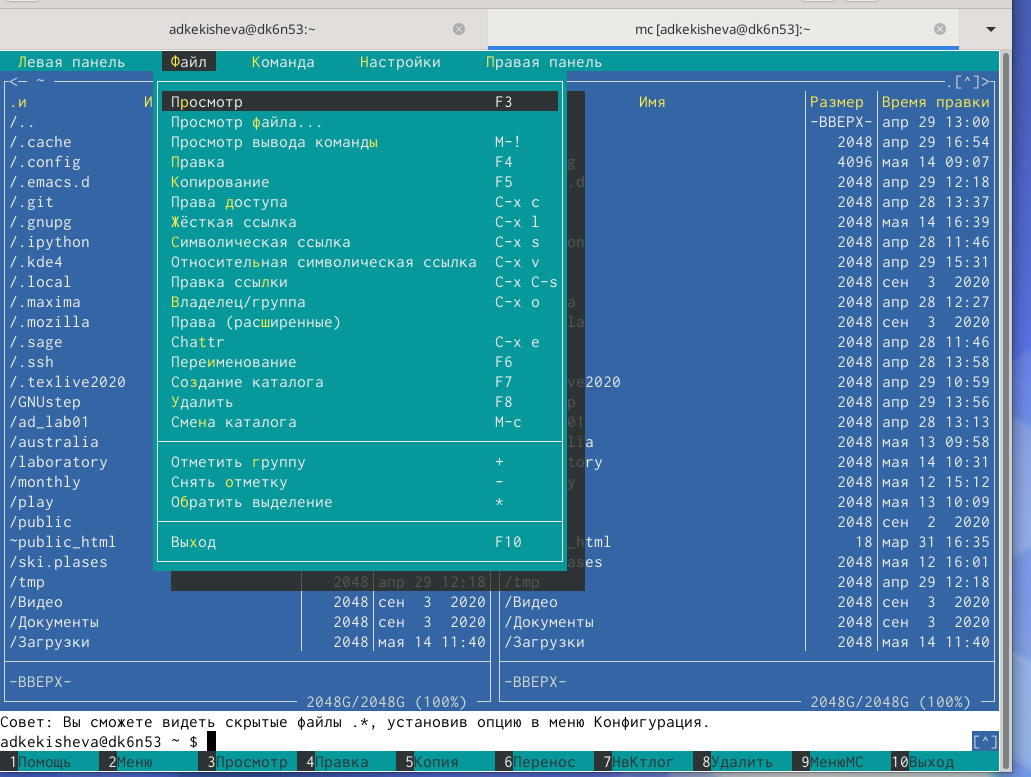 adkekisheva@dk6n53:~ mc [adkekisheva@dk6n53]:~
Левая панель Файл Команда Настройки Правая панель
<─ ~ .[^]>
.и И Имя Размер Время правки
/.. -ВВЕРХ- апр 29 13:00
/.cache 2048 апр 29 16:54
/.config g 4096 мая 14 09:07
/.emacs.d .d 2048 апр 29 12:18
/.git 2048 апр 28 13:37
/.gnupg 2048 мая 14 16:39
/.ipython on 2048 апр 28 11:46
/.kde4 2048 апр 29 15:31
/.local 2048 сен 3 2020
/.maxima a 2048 апр 28 12:27
/.mozilla la 2048 сен 3 2020
/.sage 2048 апр 28 11:46
/.ssh 2048 апр 28 13:58
/.texlive2020 ve2020 2048 апр 29 10:59
/GNUstep p 2048 апр 29 13:56
/ad_lab01 01 2048 апр 28 13:13
/australia lia 2048 мая 13 09:58
/laboratory tory 2048 мая 14 10:31
/monthly y 2048 мая 12 15:12
/play 2048 мая 13 10:09
/public 2048 сен 2 2020
~public_html _html 18 мар 31 16:35
/ski.plases ases 2048 мая 12 16:01
/tmp 2048 апр 29 12:18 /tmp 2048 апр 29 12:18
/Видео 2048 сен 3 2020 /Видео 2048 сен 3 2020
/Документы 2048 сен 3 2020 /Документы 2048 сен 3 2020
/Загрузки 2048 мая 14 11:40 /Загрузки 2048 мая 14 11:40
Просмотр F3
Просмотр файла...
Просмотр вывода команды M-!
Правка F4
Копирование F5
Права доступа C-x c
Жёсткая ссылка C-x l
Символическая ссылка C-x s
Относительная символическая ссылка C-x v
Правка ссылки C-x C-s
Владелец/группа C-x o
Права (расширенные)
Chattr C-x e
Переименование F6
Создание каталога F7
Удалить F8
Смена каталога M-c
Отметить группу +
Снять отметку -
Обратить выделение *
Выход F10
-ВВЕРХ- -ВВЕРХ-
2048G/2048G (100%) 2048G/2048G (100%)
Совет: Вы сможете видеть скрытые файлы .*, установив опцию в меню Конфигурация.
adkekisheva@dk6n53 ~ $ [^]
1Помощь 2Меню 3Просмотр 4Правка 5Копия 6Перенос 7НвКтлог 8Удалить 9МенюMC 10Выход